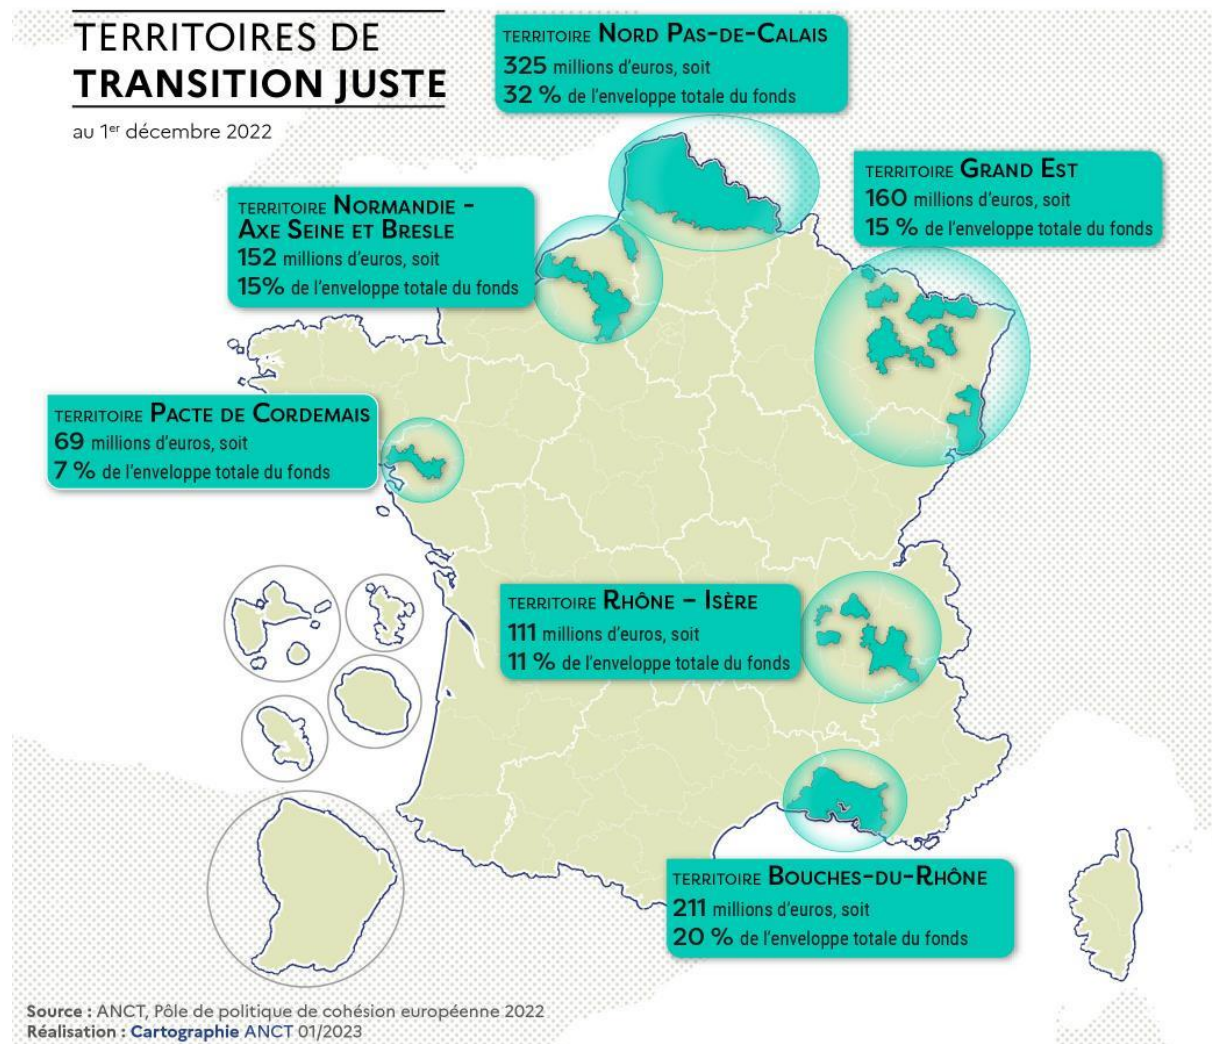 TERRITOIRES DE
TRANSITION JUSTE
au 1er décembre 2022
TERRITOIRE NORD PAS-DE-CALAIS
325 millions d'euros, soit
32 % de l'enveloppe totale du fonds
TERRITOIRE GRAND EST
160 millions d'euros, soit
15 % de l'enveloppe totale du fonds
TERRITOIRE NORMANDIE -
AXE SEINE ET BRESLE
152 millions d'euros, soit
15% de l'enveloppe totale du fonds
TERRITOIRE PACTE DE CORDEMAIS
69 millions d'euros, soit
7 % de l'enveloppe totale du fonds
TERRITOIRE RHÔNE – ISÈRE
111 millions d'euros, soit
11 % de l'enveloppe totale du fonds
TERRITOIRE BOUCHES-DU-RHÔNE
211 millions d'euros, soit
20 % de l'enveloppe totale du fonds
Source : ANCT, Pôle de politique de cohésion européenne 2022
Réalisation : Cartographie ANCT 01/2023